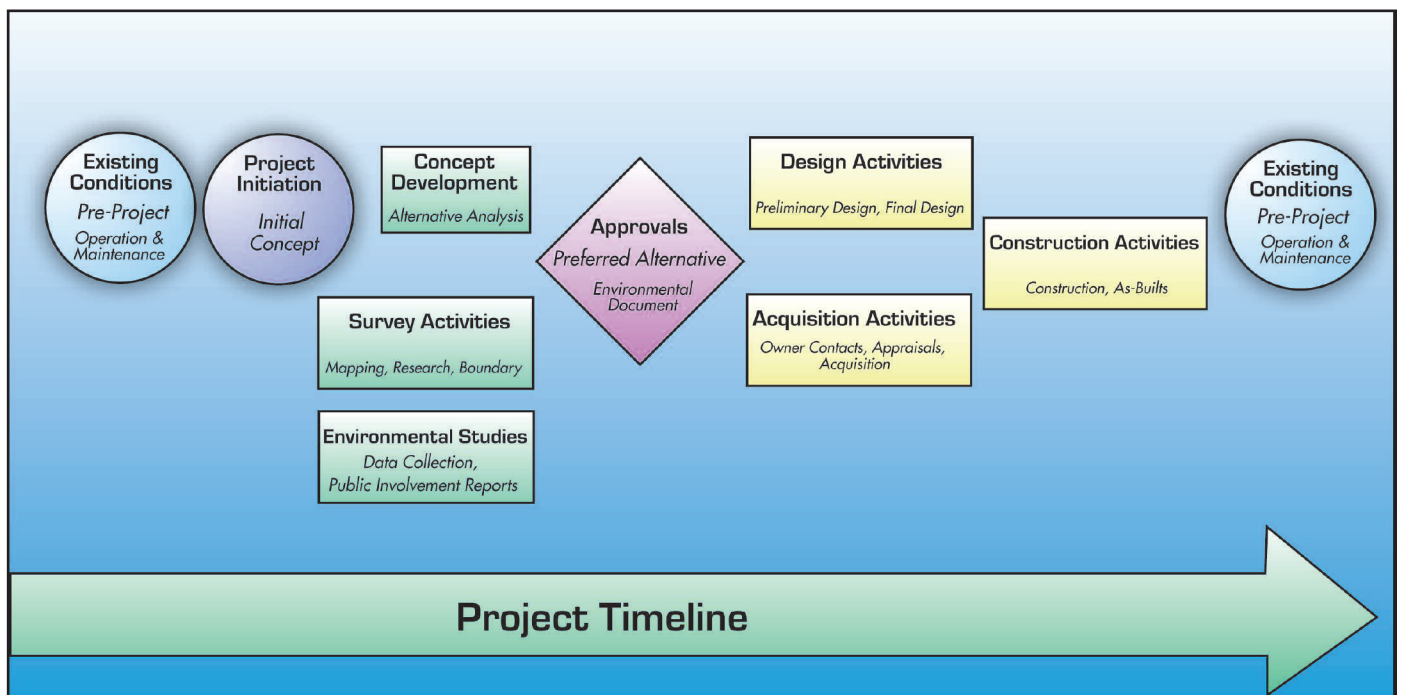 Existing
Conditions
Pre-Project
Operation &
Maintenance
Project
Initiation
Initial
Concept
Concept
Development
Alternative Analysis
Survey Activities
Mapping, Research, Boundary
Environmental Studies
Data Collection,
Public Involvement Reports
Approvals
Preferred Alternative
Environmental
Document
Design Activities
Preliminary Design, Final Design
Acquisition Activities
Owner Contacts, Appraisals,
Acquisition
Construction Activities
Construction, As-Builts
Existing
Conditions
Pre-Project
Operation &
Maintenance
Project Timeline